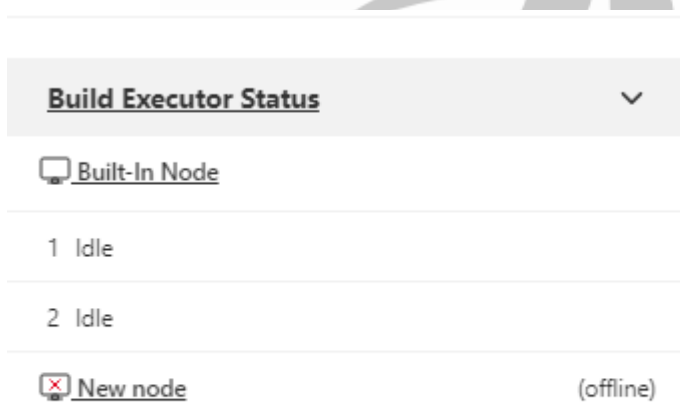 Build Executor Status
Built-In Node
1 Idle
2 Idle
New node (offline)